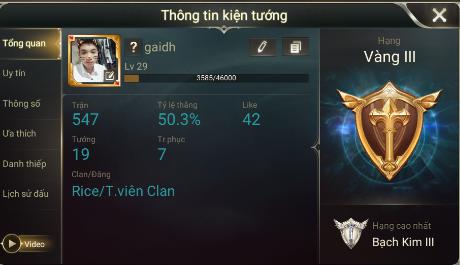 Thông tin kiện tướng
Tổng quan
Uy tín
Thông số
Ưa thích
Danh thiếp
Lịch sử đấu
Video
? gaidh
Lv 29
3585/46000
Trận
547
Tỷ lệ thắng
50.3%
Like
42
Tướng
19
Tr.phục
7
Clan/Đẳng
Rice/T.viên Clan
Hạng
Vàng III
Hạng cao nhất
Bạch Kim III